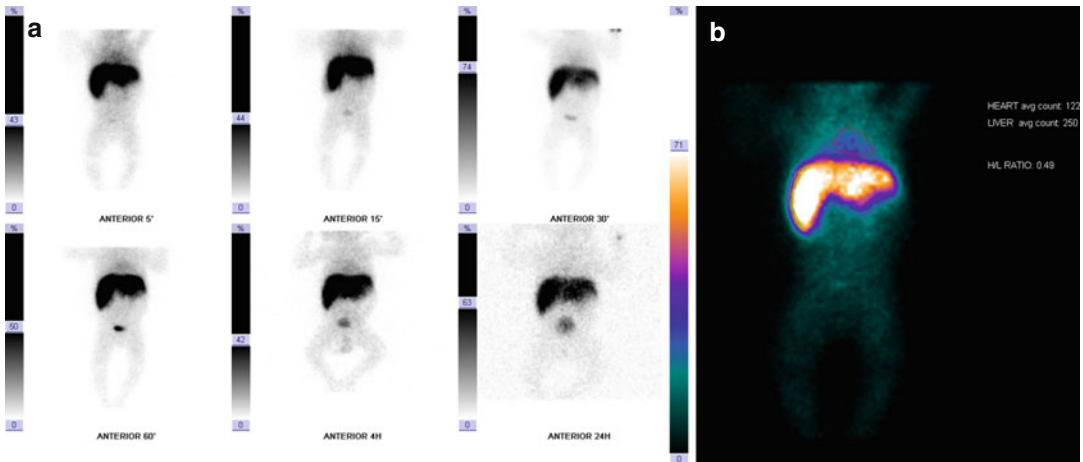 a
%
43
0
ANTERIOR 5'
%
44
0
ANTERIOR 15'
%
74
0
ANTERIOR 30'
%
50
0
ANTERIOR 60'
%
42
0
ANTERIOR 4H
%
63
0
ANTERIOR 24H
%
71
0
b
HEART avg count: 122
LIVER avg count: 250
H/L RATIO: 0.49